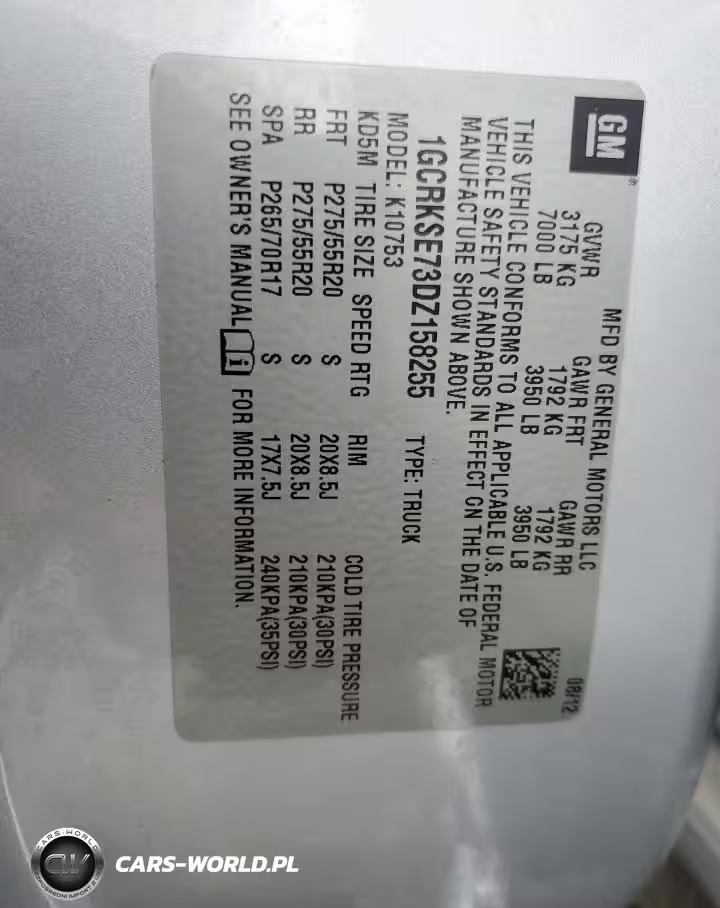 GM
MFD BY GENERAL MOTORS LLC 08/12
GVWR GAWR FRT GAWR RR
3175 KG 1792 KG 1792 KG
7000 LB 3950 LB 3950 LB
THIS VEHICLE CONFORMS TO ALL APPLICABLE U.S. FEDERAL MOTOR
VEHICLE SAFETY STANDARDS IN EFFECT ON THE DATE OF
MANUFACTURE SHOWN ABOVE.
1GCRKSE73DZ158255 TYPE: TRUCK
MODEL: K10753
KD5M TIRE SIZE SPEED RTG RIM COLD TIRE PRESSURE
FRT P275/55R20 S 20X8.5J 210KPA(30PSI)
RR P275/55R20 S 20X8.5J 210KPA(30PSI)
SPA P265/70R17 S 17X7.5J 240KPA(35PSI)
SEE OWNER'S MANUAL FOR MORE INFORMATION.
CARS-WORLD
CW
CARS-WORLD.PL